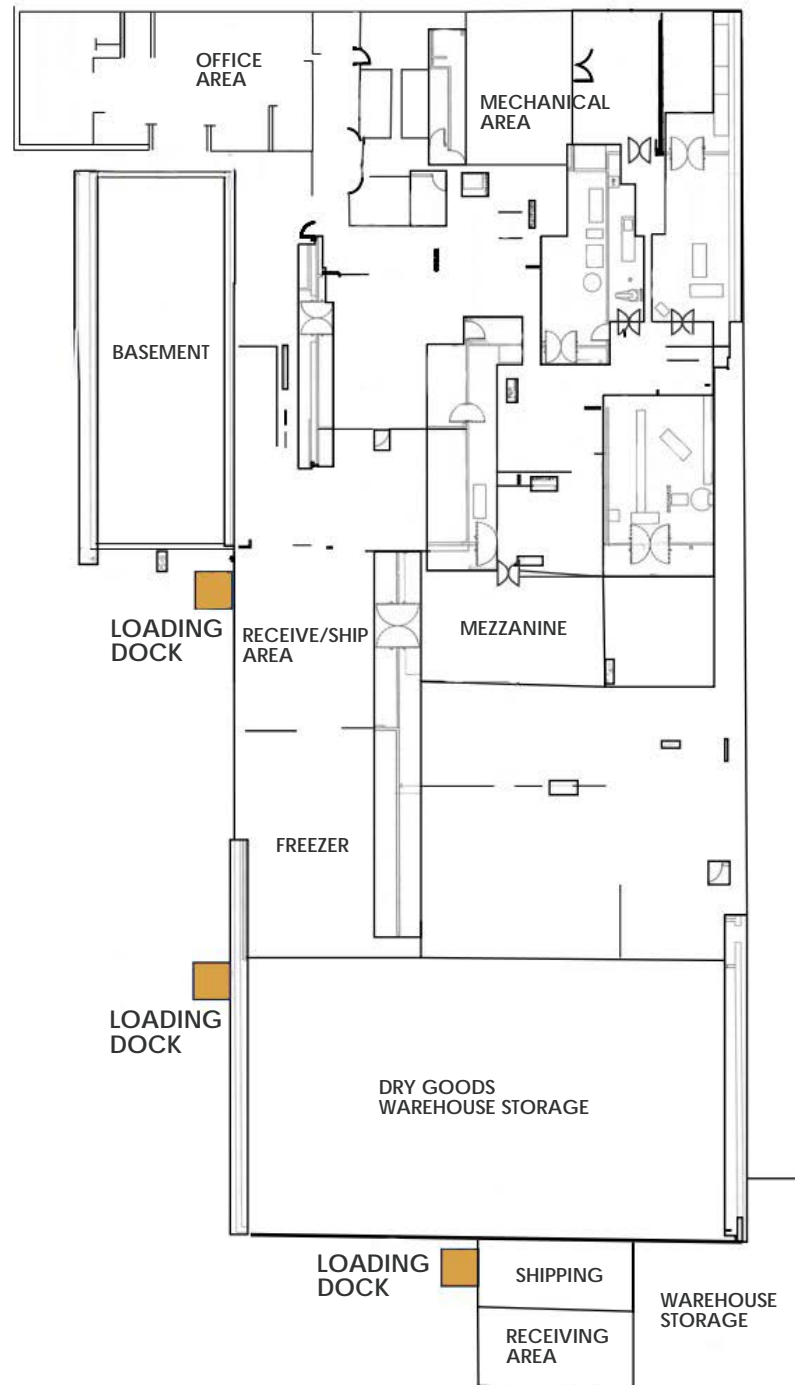 OFFICE
AREA
MECHANICAL
AREA
BASEMENT
LOADING
DOCK
RECEIVE/SHIP
AREA
MEZZANINE
FREEZER
LOADING
DOCK
DRY GOODS
WAREHOUSE STORAGE
LOADING
DOCK
SHIPPING
WAREHOUSE
STORAGE
RECEIVING
AREA